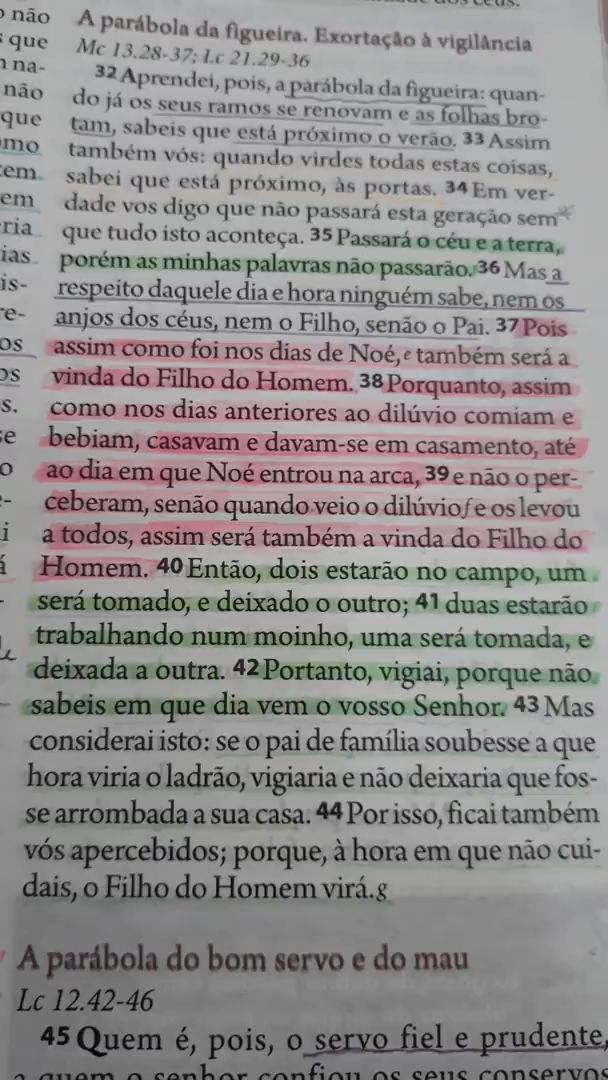 A parábola da figueira. Exortação à vigilância
Mc 13.28-37; Lc 21.29-36
32 Aprendei, pois, a parábola da figueira: quan-
do já os seus ramos se renovam e as folhas bro-
tam, sabeis que está próximo o verão. 33 Assim
também vós: quando virdes todas estas coisas,
sabei que está próximo, às portas. 34 Em ver-
dade vos digo que não passará esta geração sem
que tudo isto aconteça. 35 Passará o céu e a terra,
porém as minhas palavras não passarão. 36 Mas a
respeito daquele dia e hora ninguém sabe, nem os
anjos dos céus, nem o Filho, senão o Pai. 37 Pois
assim como foi nos dias de Noé, e também será a
vinda do Filho do Homem. 38 Porquanto, assim
como nos dias anteriores ao dilúvio comiam e
bebiam, casavam e davam-se em casamento, até
ao dia em que Noé entrou na arca, 39 e não o per-
ceberam, senão quando veio o dilúvio f e os levou
a todos, assim será também a vinda do Filho do
Homem. 40 Então, dois estarão no campo, um
será tomado, e deixado o outro; 41 duas estarão
trabalhando num moinho, uma será tomada, e
deixada a outra. 42 Portanto, vigiai, porque não
sabeis em que dia vem o vosso Senhor. 43 Mas
considerai isto: se o pai de família soubesse a que
hora viria o ladrão, vigiaria e não deixaria que fos-
se arrombada a sua casa. 44 Por isso, ficai também
vós apercebidos; porque, à hora em que não cui-
dais, o Filho do Homem virá.g
A parábola do bom servo e do mau
Lc 12.42-46
45 Quem é, pois, o servo fiel e prudente,
a quem o senhor confiou os seus conservos